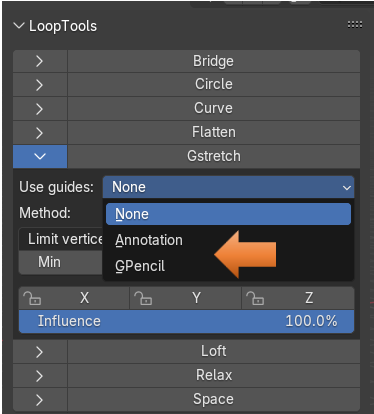 LoopTools
Bridge
Circle
Curve
Flatten
Gstretch
Use guides: None
Method: None
Annotation
Limit vertice
GPencil
Min
X Y Z
Influence 100.0%
Loft
Relax
Space